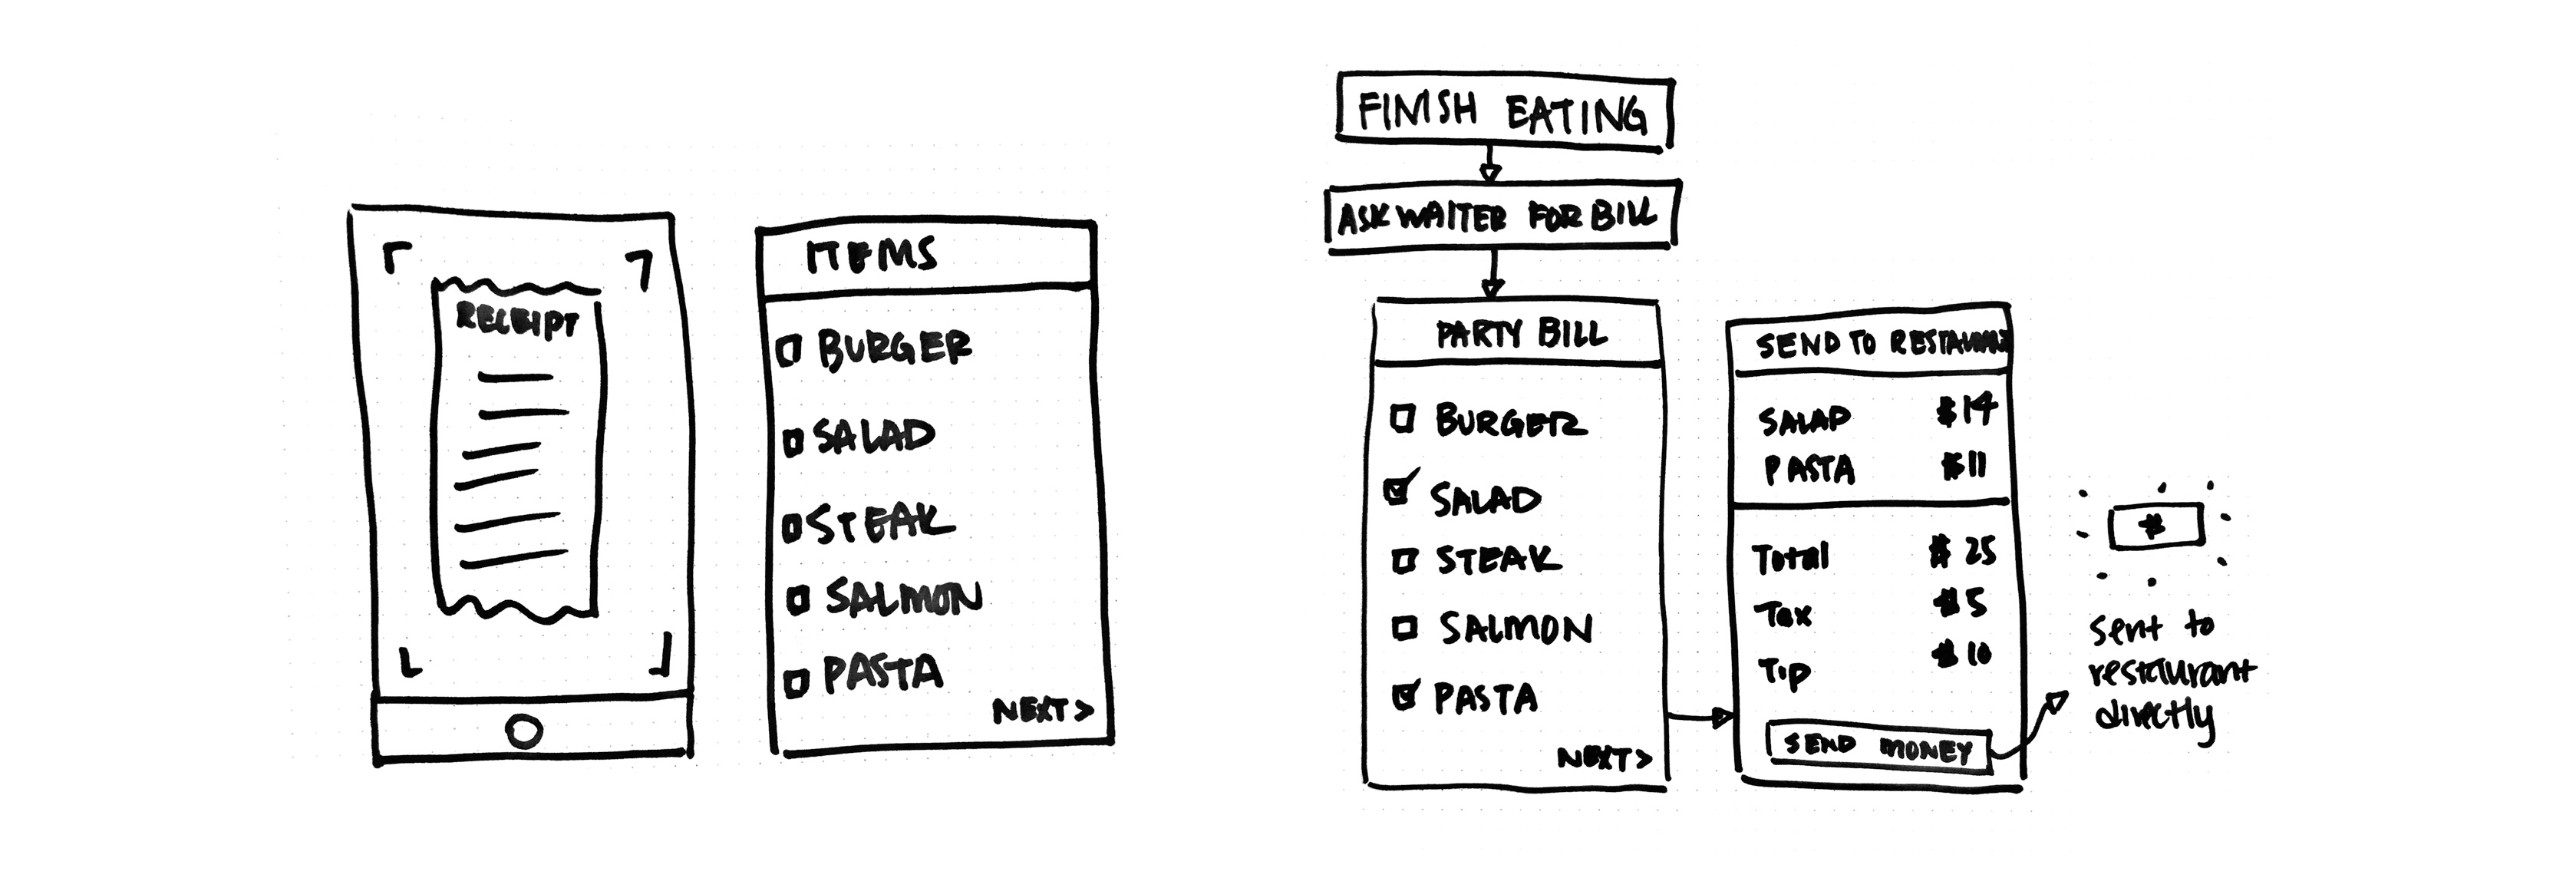 RECEIPT
ITEMS
BURGER
SALAD
STEAK
SALMON
PASTA
NEXT >
FINISH EATING
ASK WAITER FOR BILL
PARTY BILL
BURGER
SALAD
STEAK
SALMON
PASTA
NEXT >
SEND TO RESTAURANT
SALAD $14
PASTA $11
Total $25
Tax $5
Tip $10
SEND MONEY
$
sent to
restaurant
directly